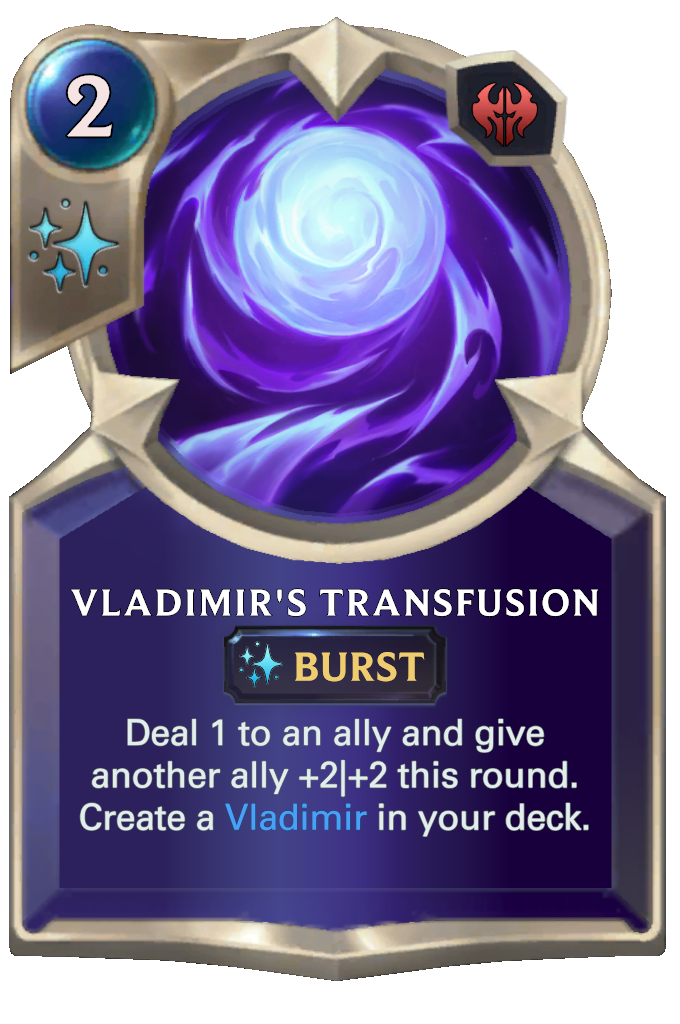 2
VLADIMIR'S TRANSFUSION
BURST
Deal 1 to an ally and give
another ally +2|+2 this round.
Create a Vladimir in your deck.